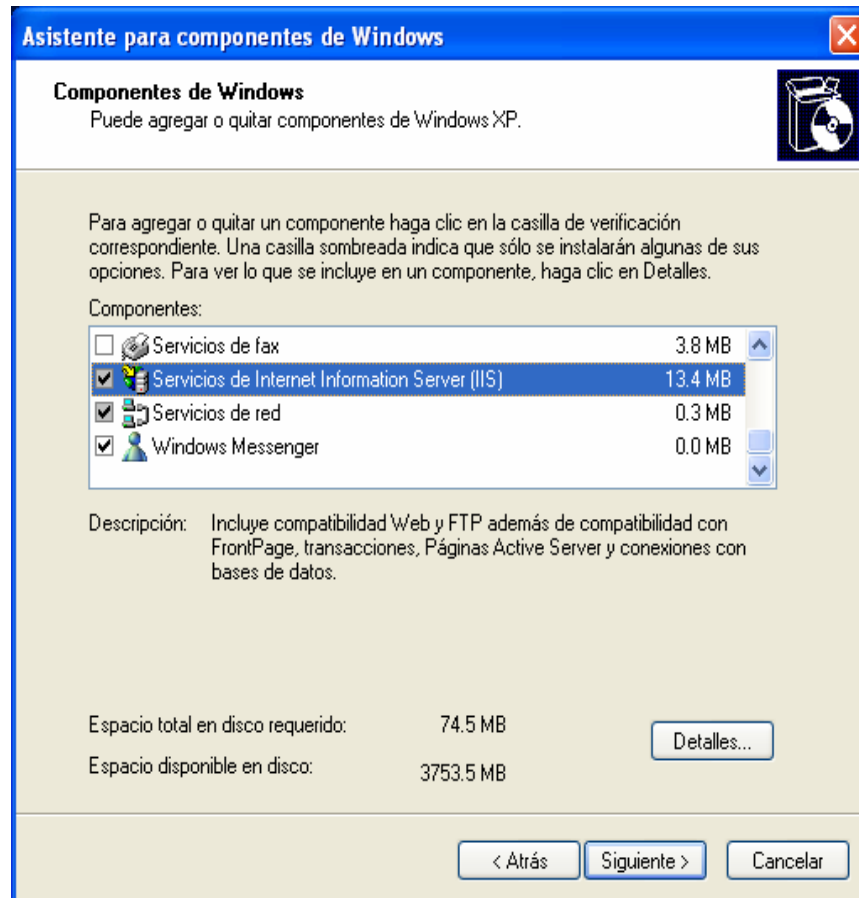 Asistente para componentes de Windows
Componentes de Windows
Puede agregar o quitar componentes de Windows XP.
Para agregar o quitar un componente haga clic en la casilla de verificación
correspondiente. Una casilla sombreada indica que sólo se instalarán algunas de sus
opciones. Para ver lo que se incluye en un componente, haga clic en Detalles.
Componentes:
Servicios de fax 3.8 MB
Servicios de Internet Information Server (IIS) 13.4 MB
Servicios de red 0.3 MB
Windows Messenger 0.0 MB
Descripción: Incluye compatibilidad Web y FTP además de compatibilidad con
FrontPage, transacciones, Páginas Active Server y conexiones con
bases de datos.
Espacio total en disco requerido: 74.5 MB
Detalles...
Espacio disponible en disco: 3753.5 MB
< Atrás Siguiente > Cancelar